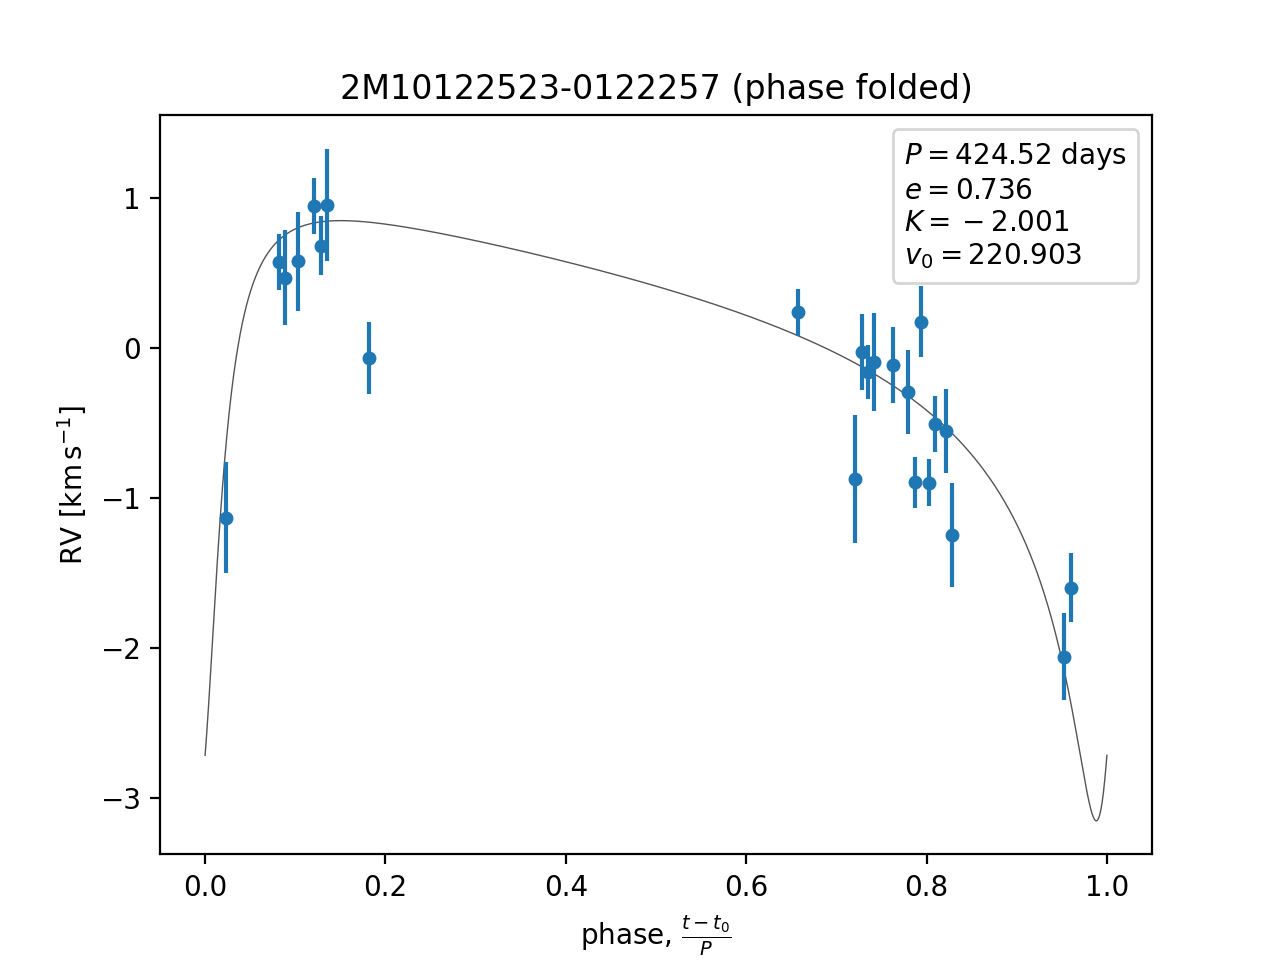 2M10122523-0122257 (phase folded)
P = 424.52 days
e = 0.736
K = −2.001
v₀ = 220.903
RV [km s⁻¹]
1
0
−1
−2
−3
0.0 0.2 0.4 0.6 0.8 1.0
phase, (t − t₀)/P